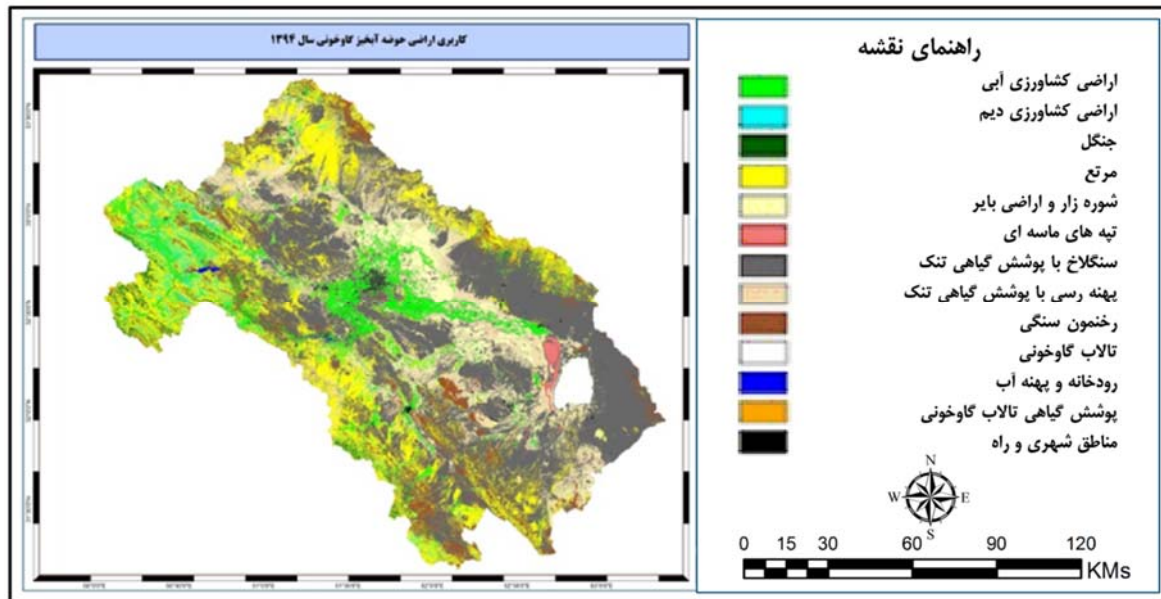 کاربری اراضی حوضه آبخیز گاوخونی سال ۱۳۹۴
راهنمای نقشه
اراضی کشاورزی آبی
اراضی کشاورزی دیم
جنگل
مرتع
شوره زار و اراضی بایر
تپه های ماسه ای
سنگلاخ با پوشش گیاهی تنک
پهنه رسی با پوشش گیاهی تنک
رخنمون سنگی
تالاب گاوخونی
رودخانه و پهنه آب
پوشش گیاهی تالاب گاوخونی
مناطق شهری و راه
N
W E
S
0 15 30 60 90 120
KMs